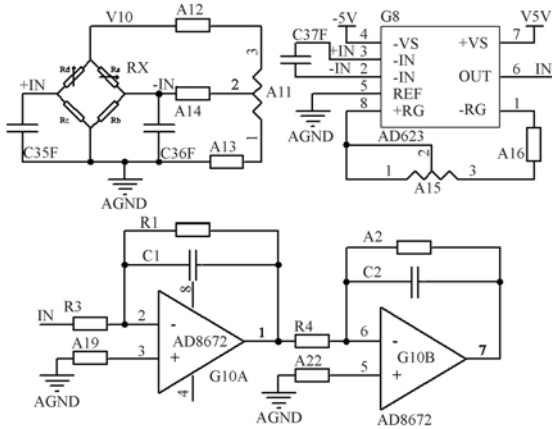 V10
A12
Rd
Ra
RX
3
+IN
-IN
2
A11
A14
Rc
Rb
1
C35F
C36F
A13
AGND
-5V
G8
V5V
C37F
4
-VS
+VS
7
+IN
3
-IN
-IN
2
-IN
OUT
6
IN
5
REF
8
+RG
-RG
1
AGND
AD623
2
A16
1
A15
3
R1
C1
8
IN
R3
2
-
AD8672
1
A19
3
+
G10A
4
AGND
A2
C2
R4
6
-
G10B
7
A22
5
+
AGND
AD8672